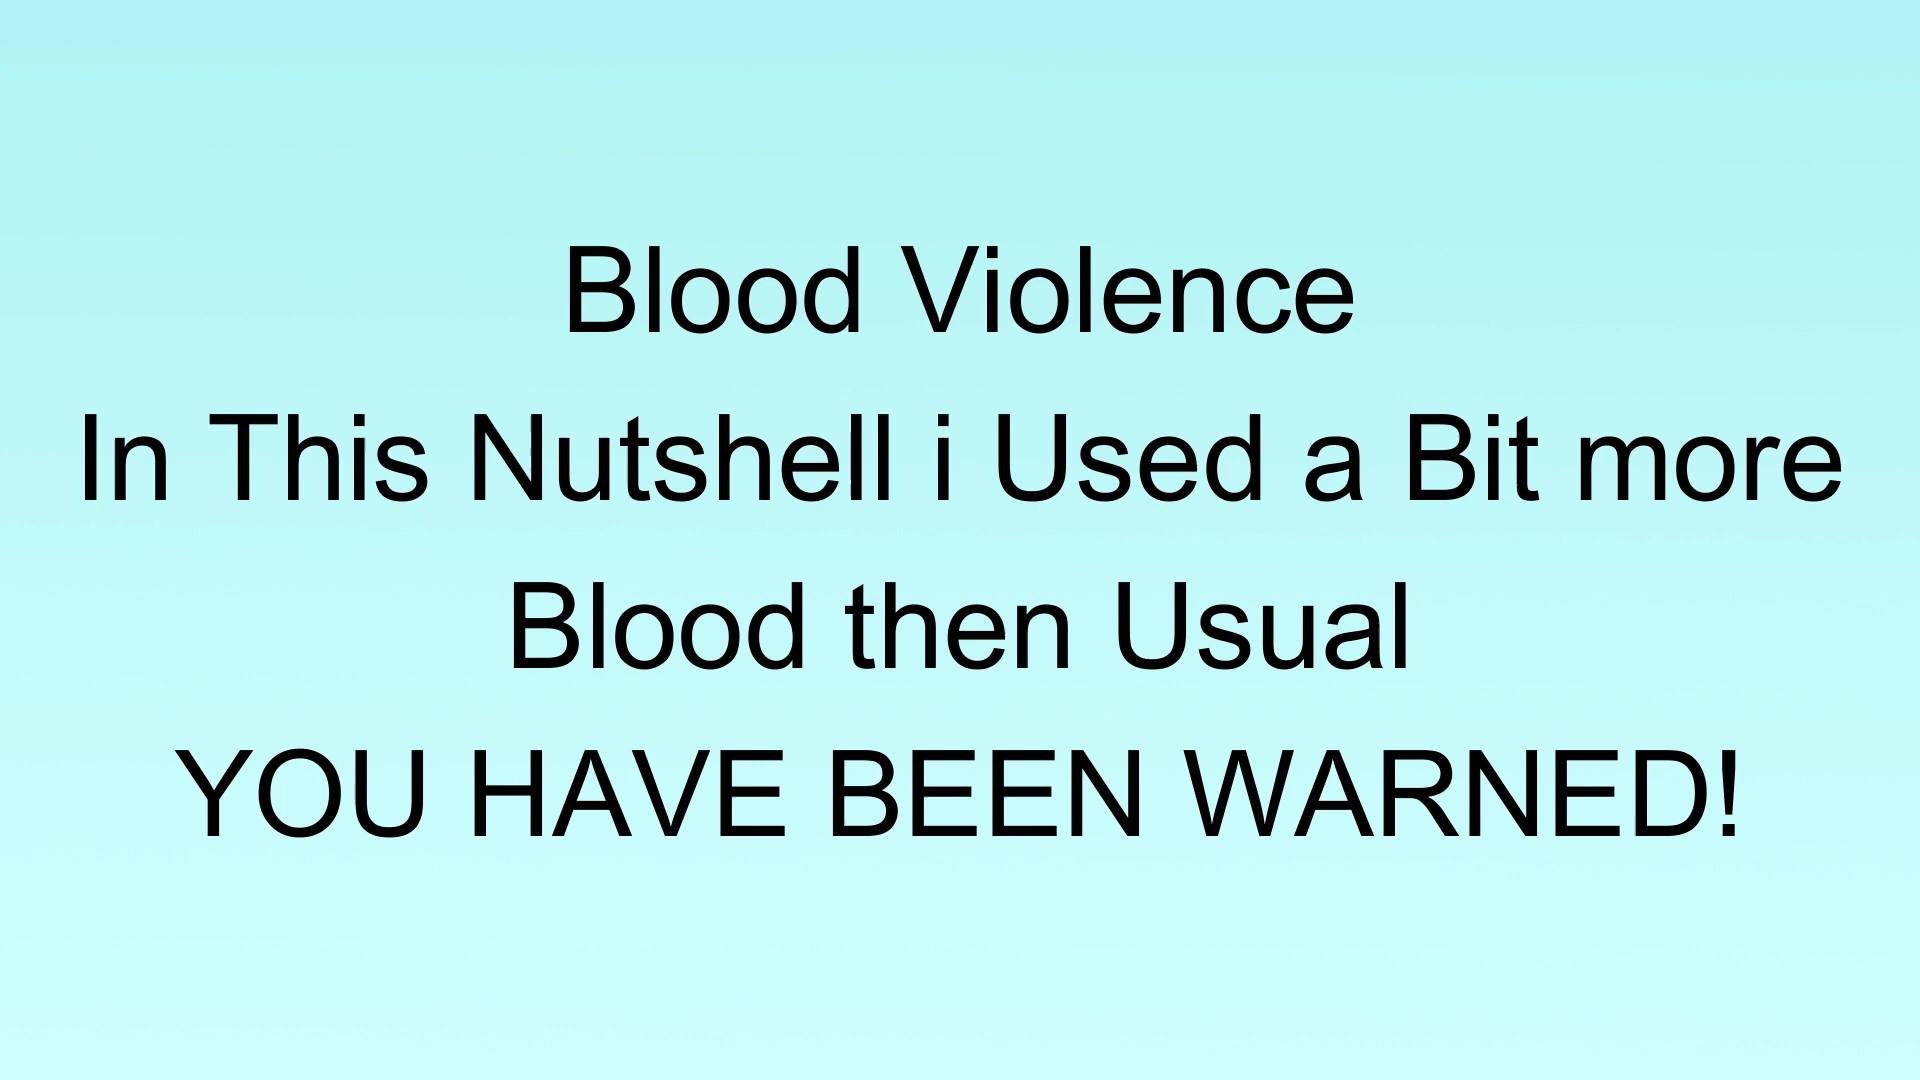 Blood Violence
In This Nutshell i Used a Bit more
Blood then Usual
YOU HAVE BEEN WARNED!